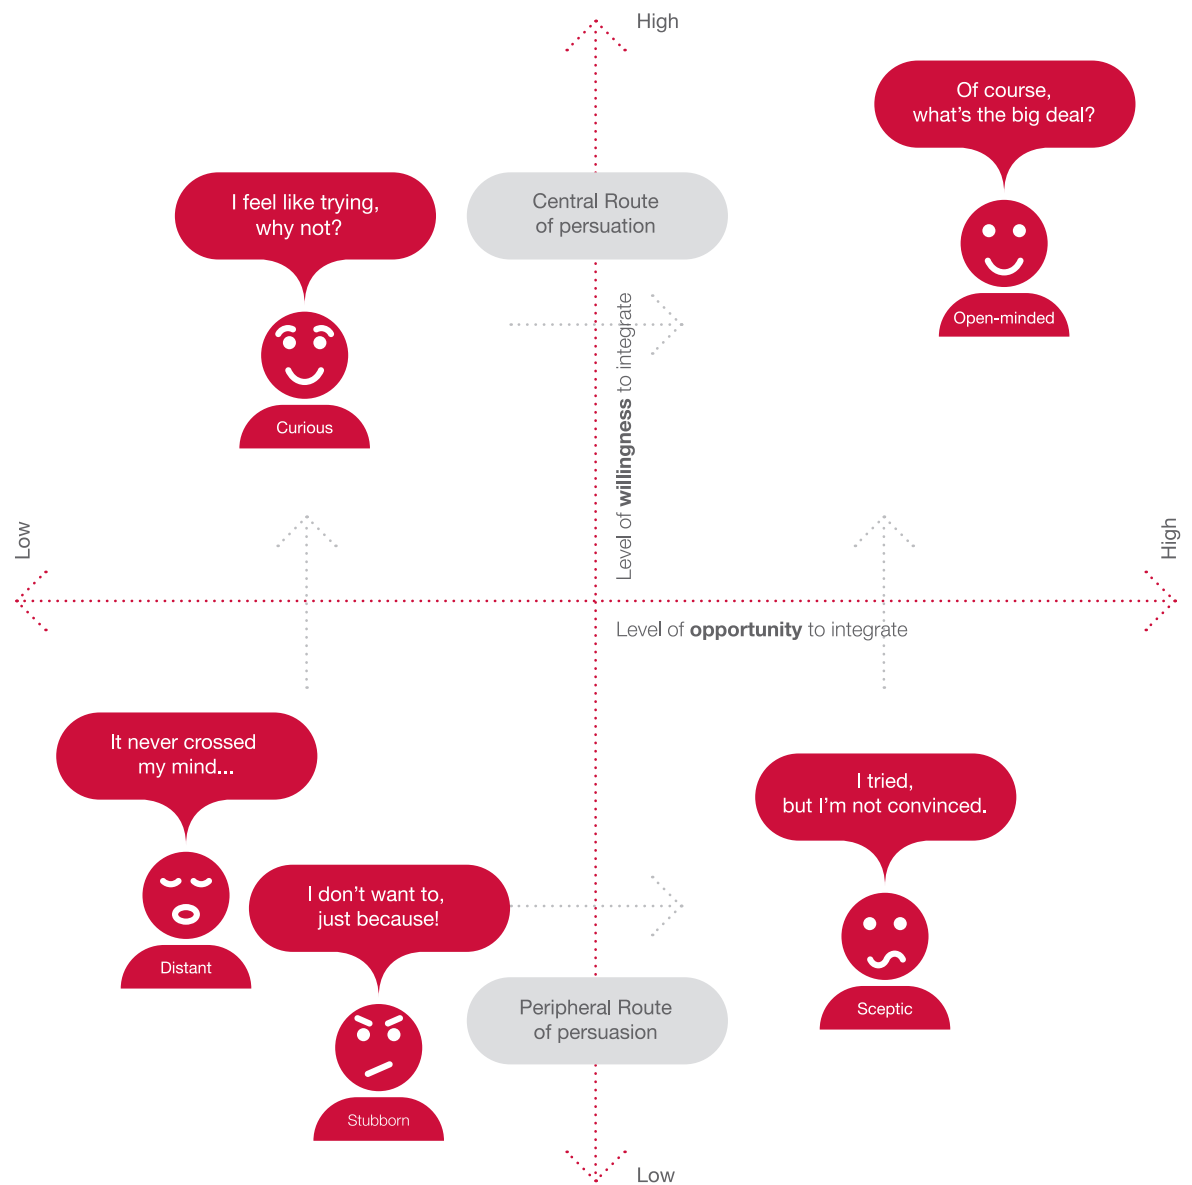 High
Of course,
what's the big deal?
I feel like trying,
why not?
Central Route
of persuation
Open-minded
Curious
Level of willingness to integrate
Low
High
Level of opportunity to integrate
It never crossed
my mind...
I tried,
but I'm not convinced.
I don't want to,
just because!
Distant
Peripheral Route
of persuasion
Sceptic
Stubborn
Low